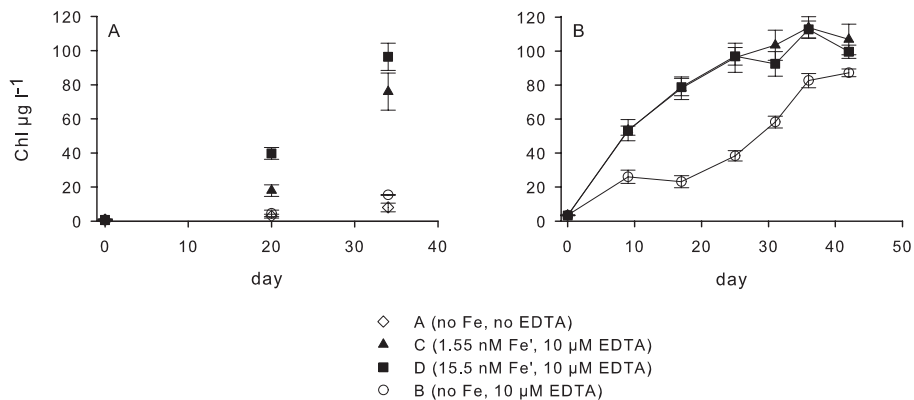 A
B
120
100
80
60
40
20
0
Chl µg l⁻¹
0 10 20 30 40
day
120
100
80
60
40
20
0
0 10 20 30 40 50
day
A (no Fe, no EDTA)
C (1.55 nM Fe', 10 µM EDTA)
D (15.5 nM Fe', 10 µM EDTA)
B (no Fe, 10 µM EDTA)